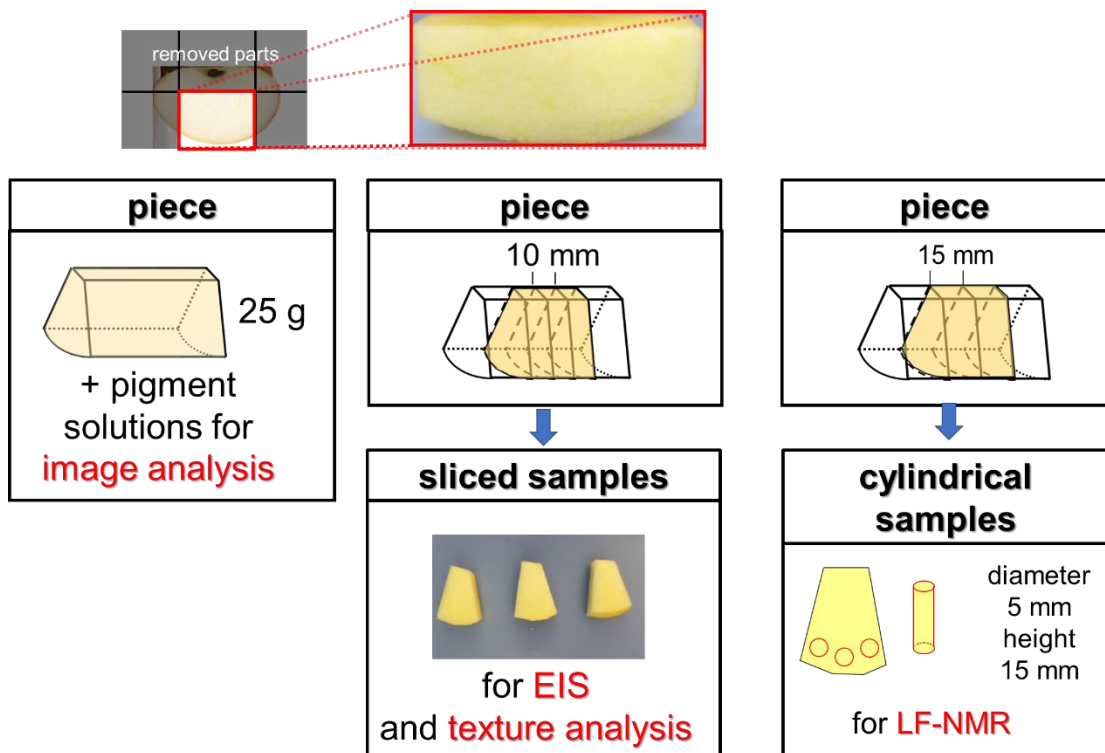 removed parts
piece
25 g
+ pigment
solutions for
image analysis
piece
10 mm
sliced samples
for EIS
and texture analysis
piece
15 mm
cylindrical
samples
diameter
5 mm
height
15 mm
for LF-NMR